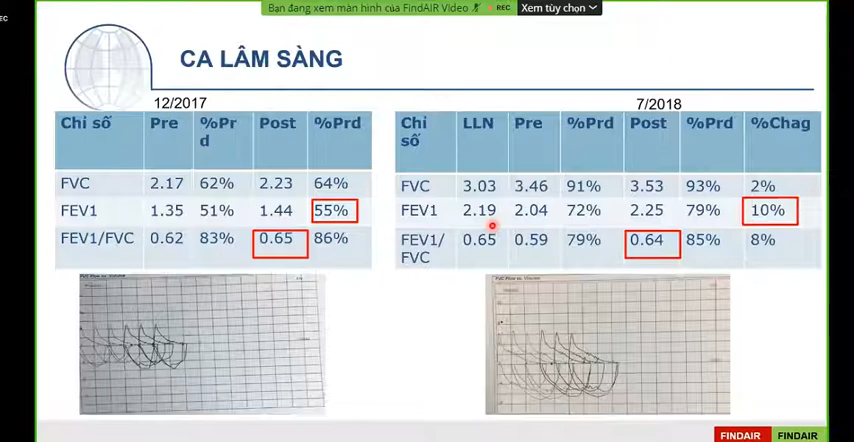 Bạn đang xem màn hình của FindAIR Video REC Xem tùy chọn
EC
CA LÂM SÀNG
12/2017
Chỉ số Pre %Prd Post %Prd
FVC 2.17 62% 2.23 64%
FEV1 1.35 51% 1.44 55%
FEV1/FVC 0.62 83% 0.65 86%
7/2018
Chỉ số LLN Pre %Prd Post %Prd %Chag
FVC 3.03 3.46 91% 3.53 93% 2%
FEV1 2.19 2.04 72% 2.25 79% 10%
FEV1/FVC 0.65 0.59 79% 0.64 85% 8%
FINDAIR FINDAIR